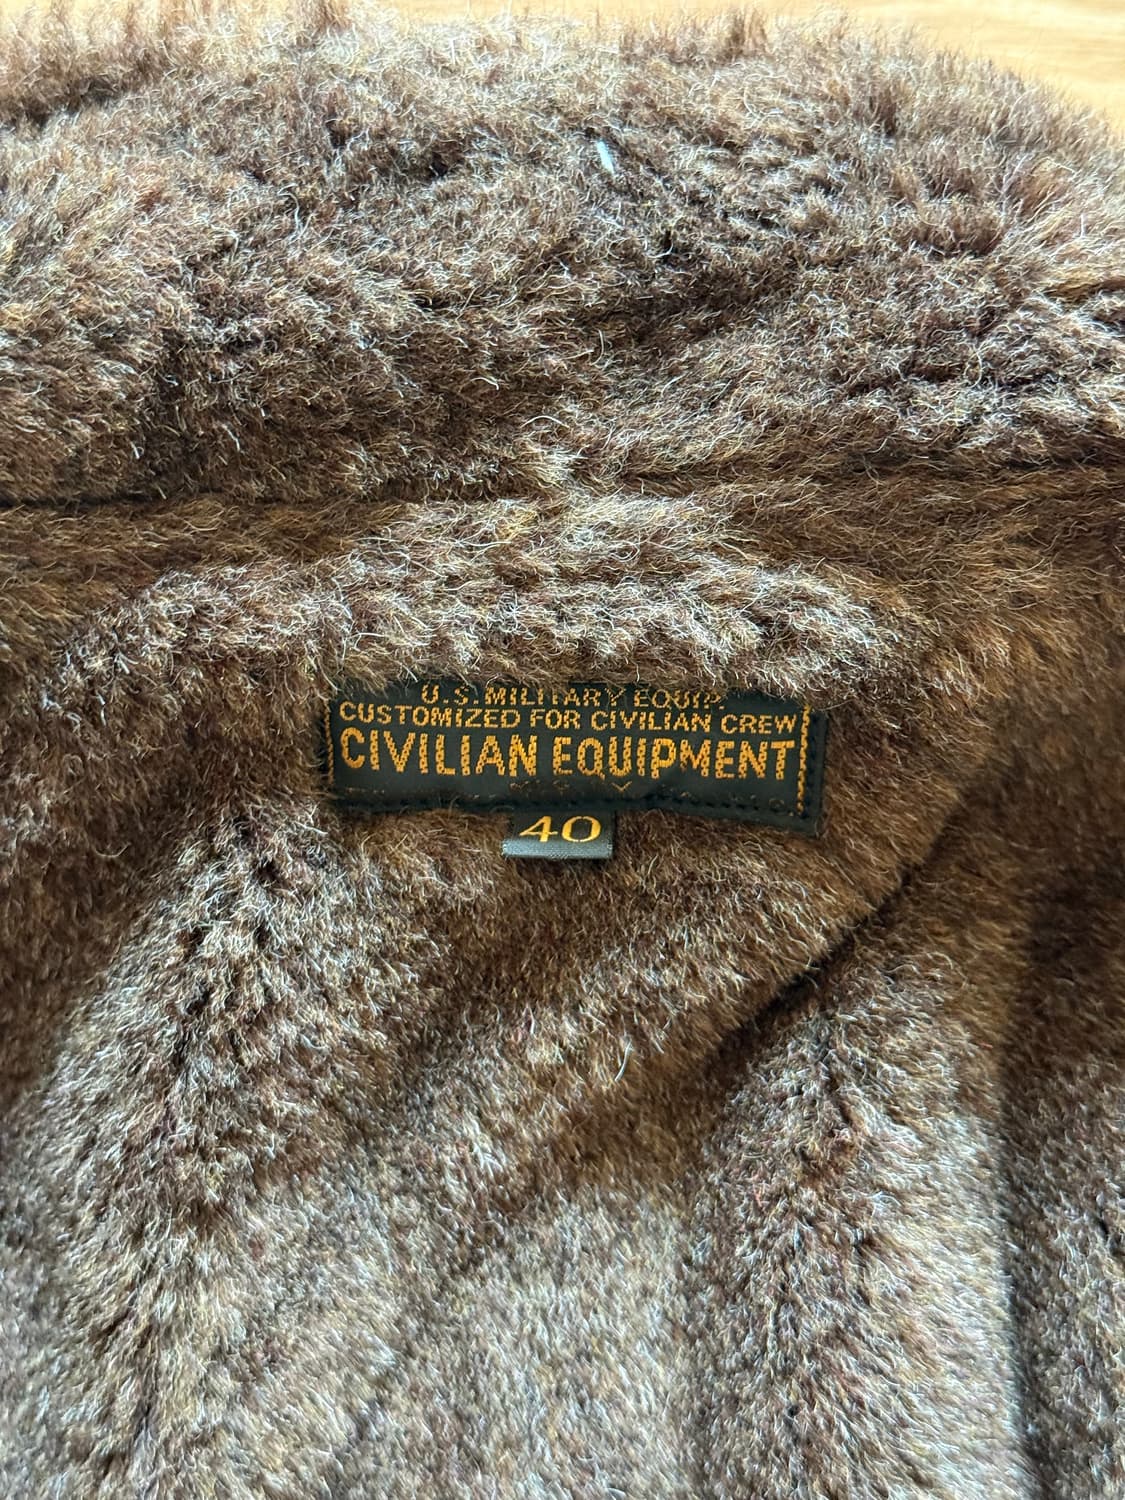 U.S. MILITARY EQUIP.
CUSTOMIZED FOR CIVILIAN CREW
CIVILIAN EQUIPMENT
40